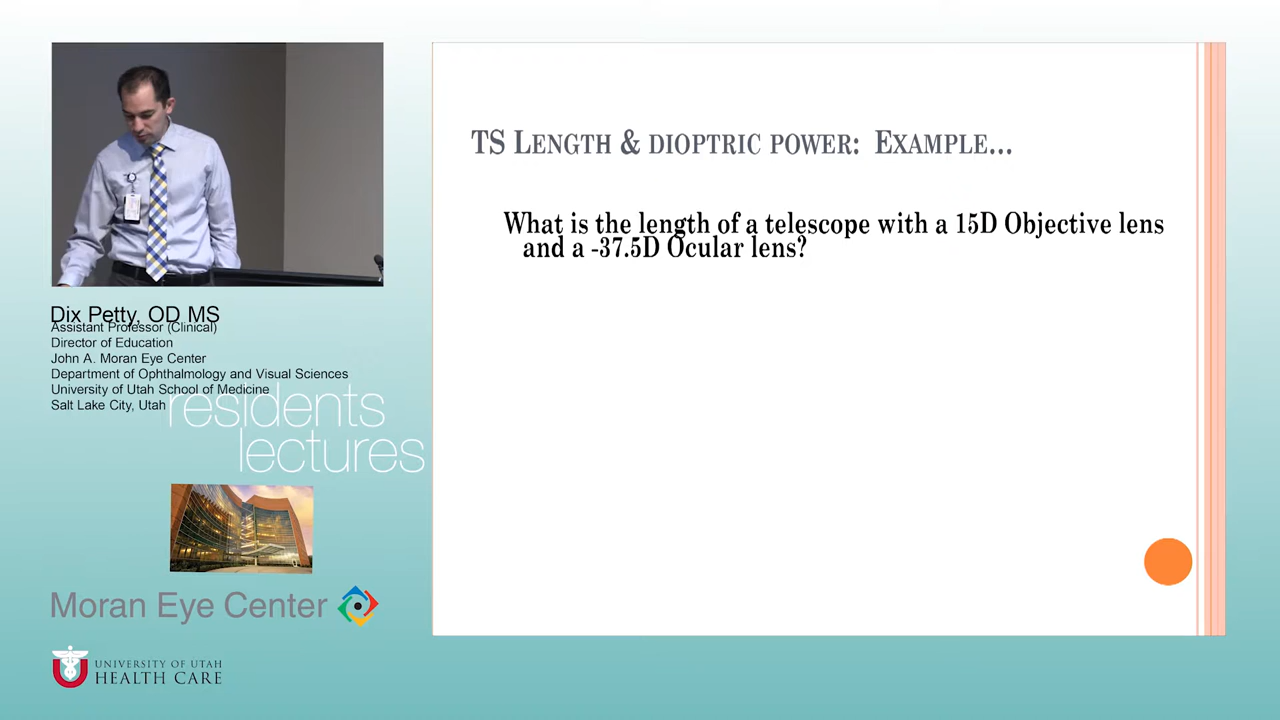 TS LENGTH & DIOPTRIC POWER: EXAMPLE...
What is the length of a telescope with a 15D Objective lens
and a -37.5D Ocular lens?
Dix Petty, OD MS
Assistant Professor (Clinical)
Director of Education
John A. Moran Eye Center
Department of Ophthalmology and Visual Sciences
University of Utah School of Medicine
Salt Lake City, Utah
residents
lectures
Moran Eye Center
UNIVERSITY OF UTAH
HEALTH CARE